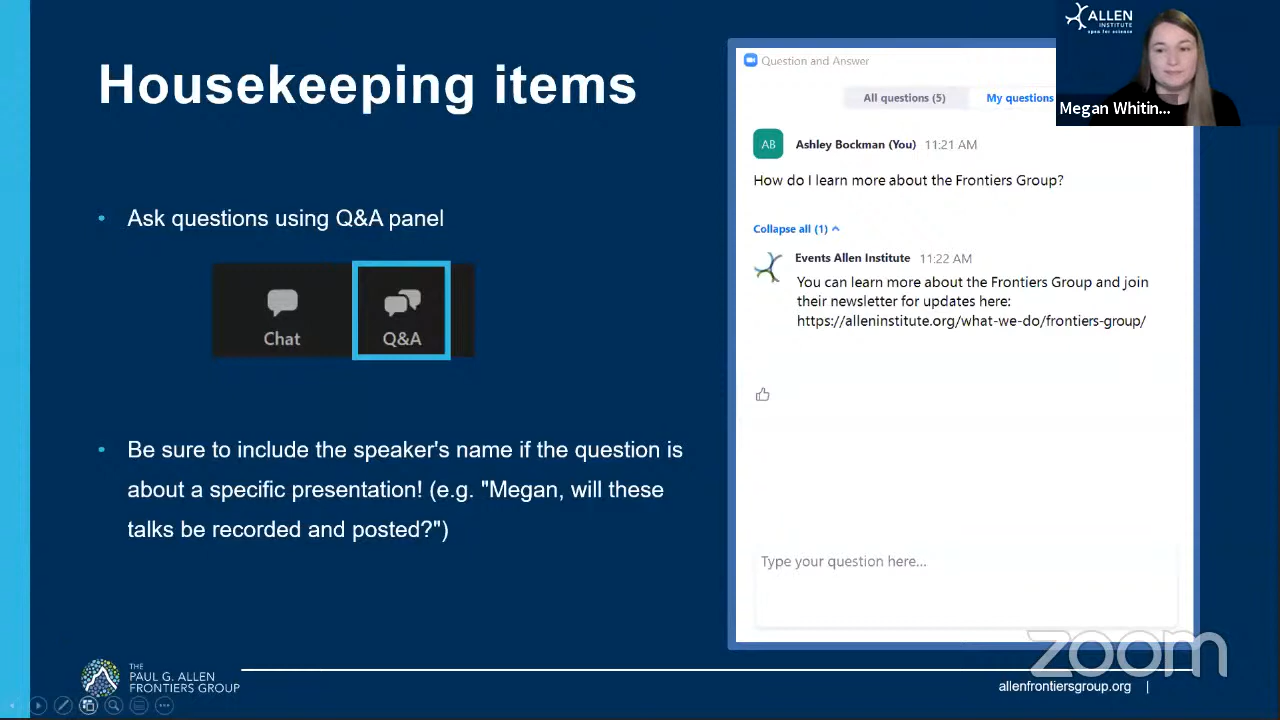 Housekeeping items
Ask questions using Q&A panel
Chat
Q&A
Be sure to include the speaker's name if the question is
about a specific presentation! (e.g. "Megan, will these
talks be recorded and posted?")
Question and Answer
All questions (5)
My questions
AB
Ashley Bockman (You) 11:21 AM
How do I learn more about the Frontiers Group?
Collapse all (1)
Events Allen Institute 11:22 AM
You can learn more about the Frontiers Group and join
their newsletter for updates here:
https://alleninstitute.org/what-we-do/frontiers-group/
Type your question here...
ALLEN
INSTITUTE
open for science
Megan Whitin...
zoom
THE
PAUL G. ALLEN
FRONTIERS GROUP
allenfrontiersgroup.org |